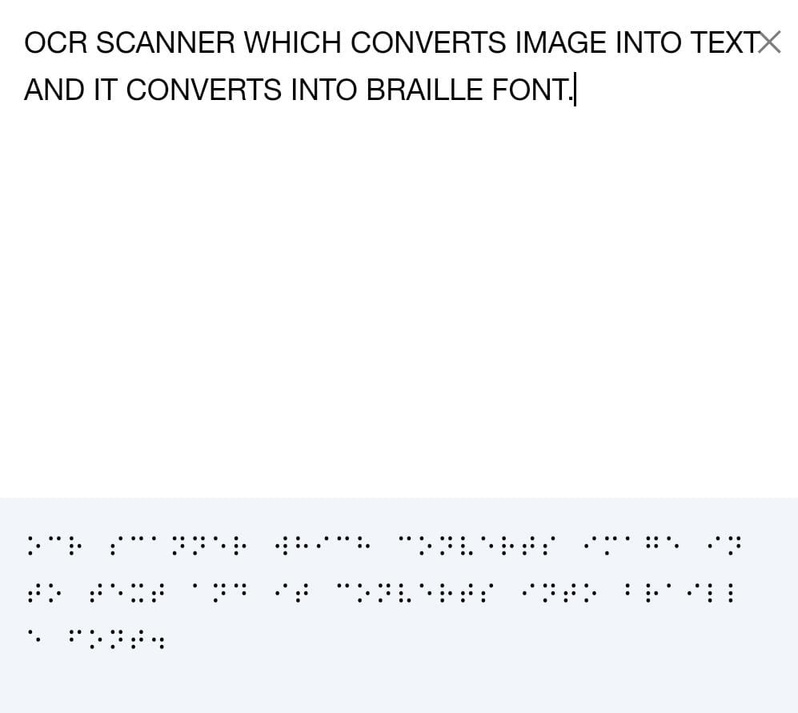 OCR SCANNER WHICH CONVERTS IMAGE INTO TEXT
AND IT CONVERTS INTO BRAILLE FONT.
⠕⠉⠗ ⠎⠉⠁⠝⠝⠑⠗ ⠺⠓⠊⠉⠓ ⠉⠕⠝⠧⠑⠗⠞⠎ ⠊⠍⠁⠛⠑ ⠊⠝
⠞⠕ ⠞⠑⠭⠞ ⠁⠝⠙ ⠊⠞ ⠉⠕⠝⠧⠑⠗⠞⠎ ⠊⠝⠞⠕ ⠃⠗⠁⠊⠇⠇
⠑ ⠋⠕⠝⠞⠲